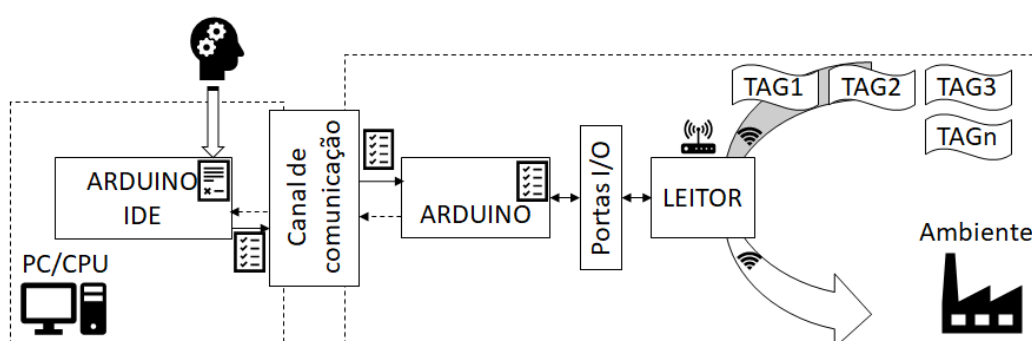 TAG1
TAG2
TAG3
TAGn
ARDUINO
IDE
Canal de
comunicação
ARDUINO
Portas I/O
LEITOR
PC/CPU
Ambiente